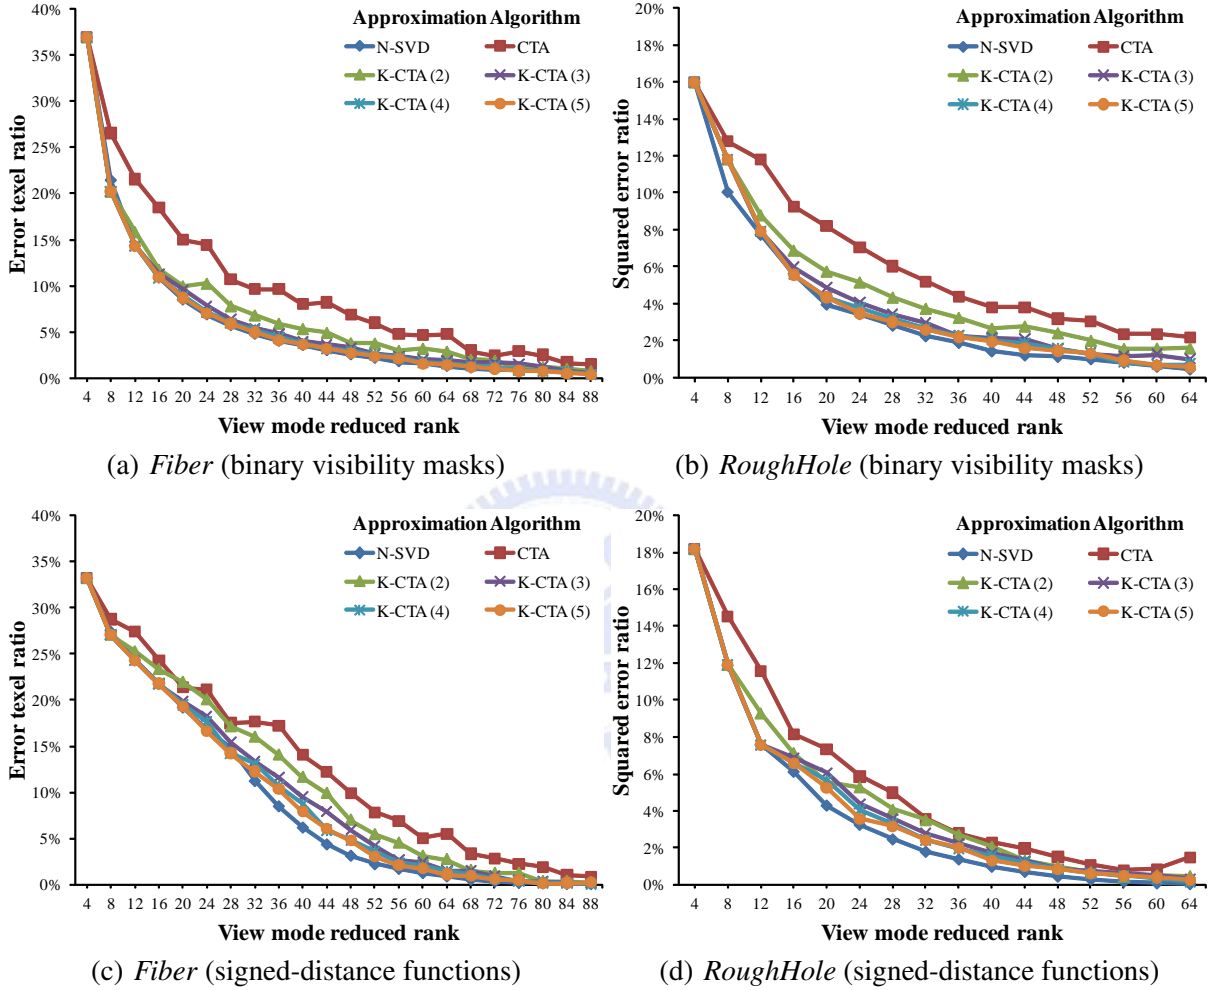 Approximation Algorithm
N-SVD CTA
K-CTA (2) K-CTA (3)
K-CTA (4) K-CTA (5)
Error texel ratio
40%
35%
30%
25%
20%
15%
10%
5%
0%
4 8 12 16 20 24 28 32 36 40 44 48 52 56 60 64 68 72 76 80 84 88
View mode reduced rank
(a) Fiber (binary visibility masks)
Approximation Algorithm
N-SVD CTA
K-CTA (2) K-CTA (3)
K-CTA (4) K-CTA (5)
Squared error ratio
20%
18%
16%
14%
12%
10%
8%
6%
4%
2%
0%
4 8 12 16 20 24 28 32 36 40 44 48 52 56 60 64
View mode reduced rank
(b) RoughHole (binary visibility masks)
Approximation Algorithm
N-SVD CTA
K-CTA (2) K-CTA (3)
K-CTA (4) K-CTA (5)
Error texel ratio
40%
35%
30%
25%
20%
15%
10%
5%
0%
4 8 12 16 20 24 28 32 36 40 44 48 52 56 60 64 68 72 76 80 84 88
View mode reduced rank
(c) Fiber (signed-distance functions)
Approximation Algorithm
N-SVD CTA
K-CTA (2) K-CTA (3)
K-CTA (4) K-CTA (5)
Squared error ratio
20%
18%
16%
14%
12%
10%
8%
6%
4%
2%
0%
4 8 12 16 20 24 28 32 36 40 44 48 52 56 60 64
View mode reduced rank
(d) RoughHole (signed-distance functions)